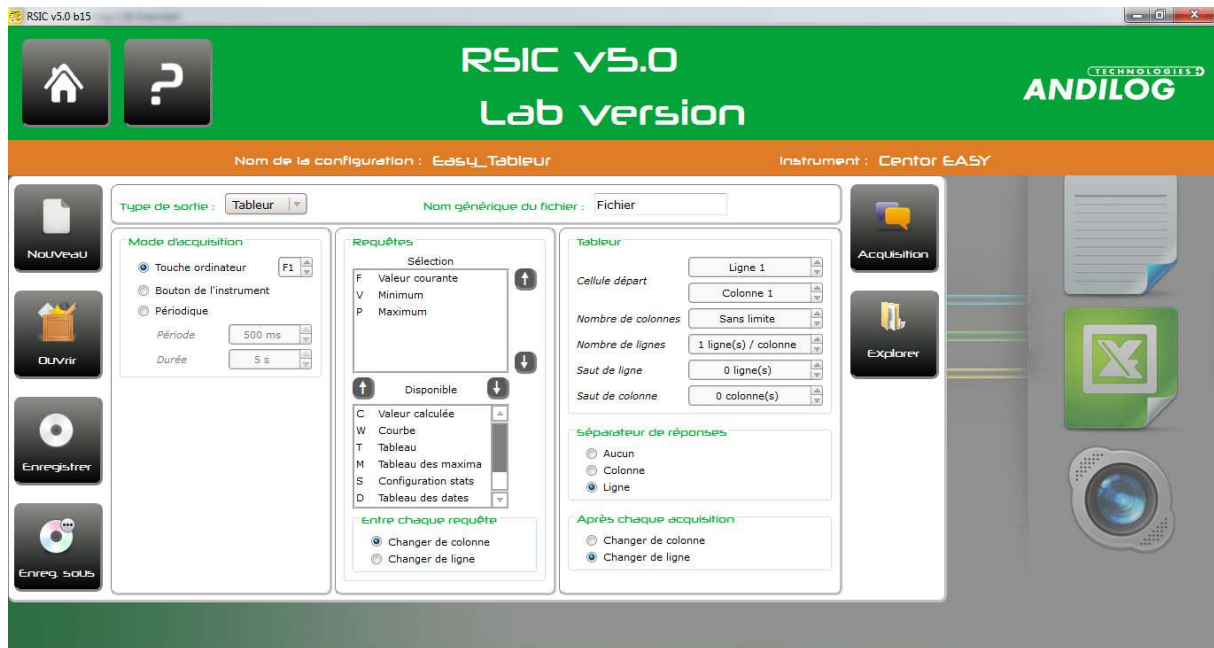 RSIC v5.0 b15
RSIC v5.0
Lab version
TECHNOLOGIES
ANDILOG
Nom de la configuration : Easy_Tableur
Instrument : Centor EASY
Nouveau
Ouvrir
Enregistrer
Enreg. sous
Type de sortie : Tableur
Nom générique du fichier : Fichier
Mode d'acquisition
Touche ordinateur F1
Bouton de l'instrument
Périodique
Période 500 ms
Durée 5 s
Requêtes
Sélection
F Valeur courante
V Minimum
P Maximum
Disponible
C Valeur calculée
W Courbe
T Tableau
M Tableau des maxima
S Configuration stats
D Tableau des dates
Entre chaque requête
Changer de colonne
Changer de ligne
Tableur
Cellule départ Ligne 1
Colonne 1
Nombre de colonnes Sans limite
Nombre de lignes 1 ligne(s) / colonne
Saut de ligne 0 ligne(s)
Saut de colonne 0 colonne(s)
Séparateur de réponses
Aucun
Colonne
Ligne
Après chaque acquisition
Changer de colonne
Changer de ligne
Acquisition
Explorer